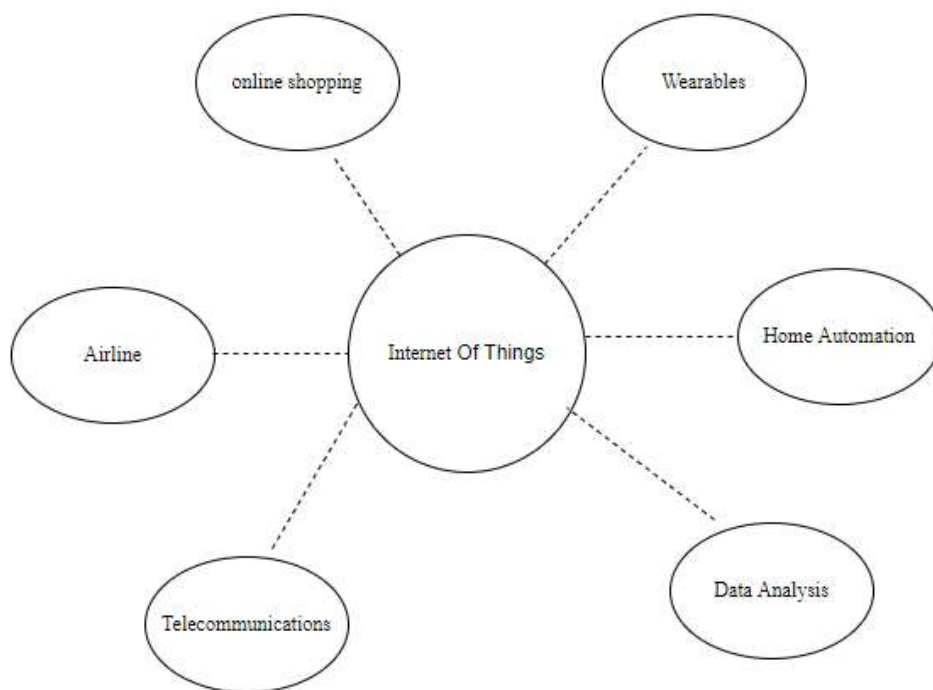 online shopping
Wearables
Airline
Internet Of Things
Home Automation
Telecommunications
Data Analysis